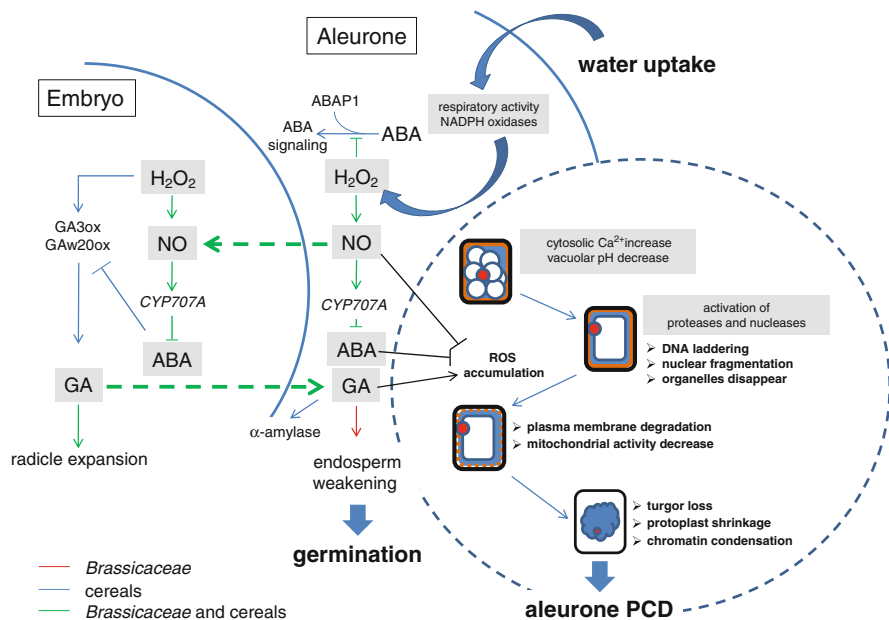 Aleurone
water uptake
Embryo
ABAP1
ABA
signaling
ABA
respiratory activity
NADPH oxidases
H₂O₂
H₂O₂
GA3ox
GAw20ox
NO
NO
CYP707A
CYP707A
ABA
ABA
GA
GA
ROS
accumulation
α-amylase
radicle expansion
endosperm
weakening
germination
cytosolic Ca²⁺increase
vacuolar pH decrease
activation of
proteases and nucleases
➢ DNA laddering
➢ nuclear fragmentation
➢ organelles disappear
➢ plasma membrane degradation
➢ mitochondrial activity decrease
➢ turgor loss
➢ protoplast shrinkage
➢ chromatin condensation
aleurone PCD
Brassicaceae
cereals
Brassicaceae and cereals